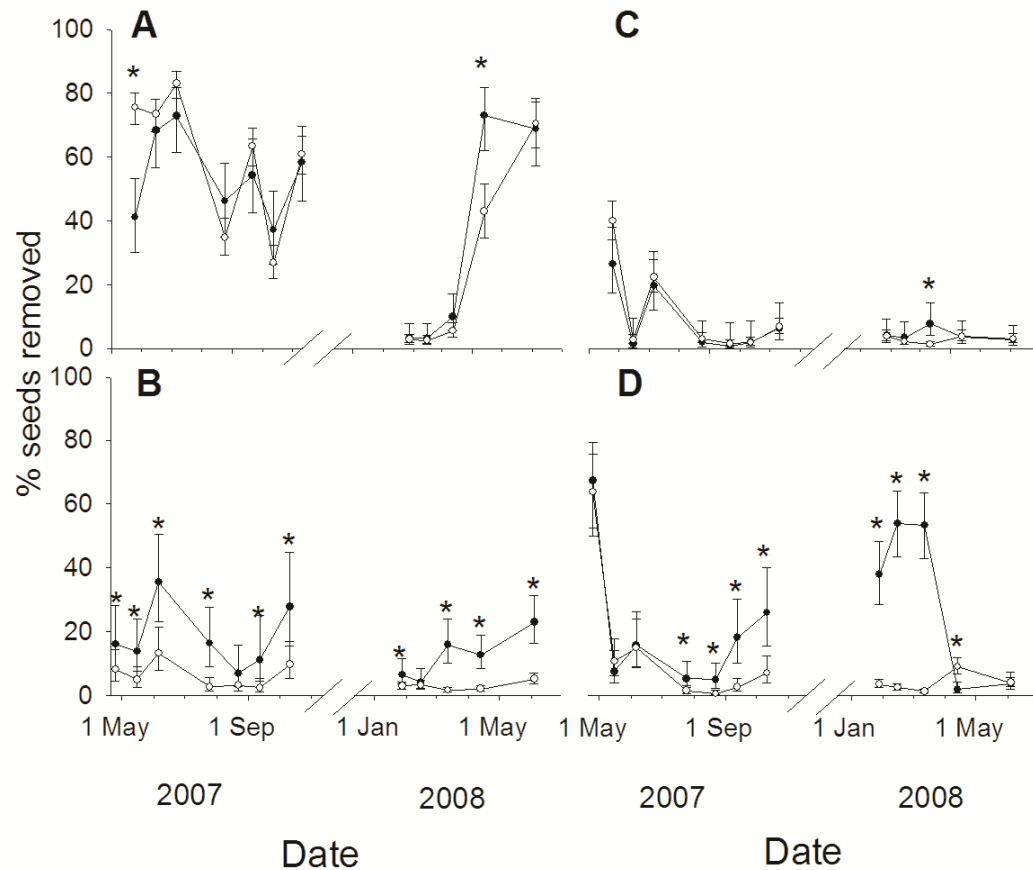 A
C
100
80
60
40
20
0
* * *
B
D
100
80
60
40
20
0
* * * * * * * * * *
* * * * * * * *
% seeds removed
1 May 1 Sep 1 Jan 1 May 1 May 1 Sep 1 Jan 1 May
2007 2008 2007 2008
Date Date